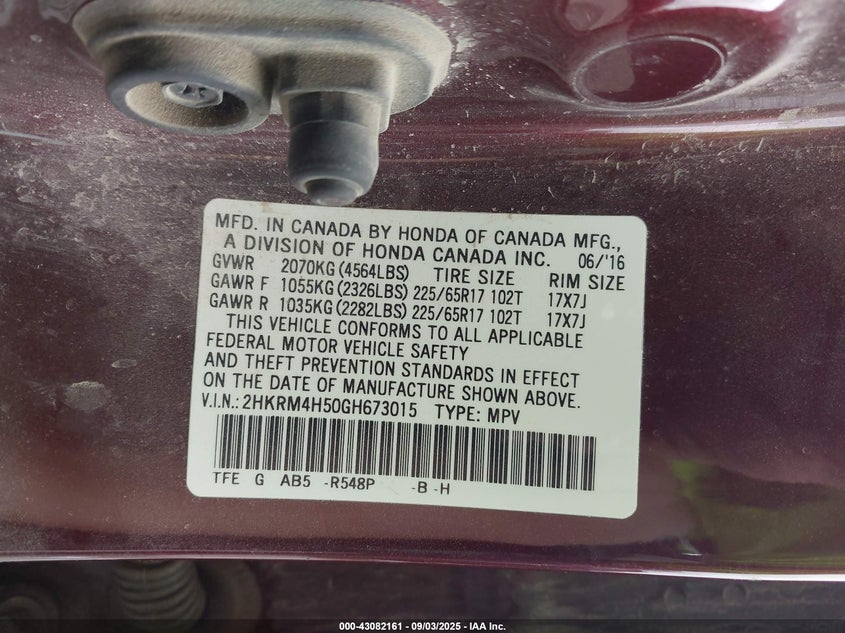 MFD. IN CANADA BY HONDA OF CANADA MFG.,
A DIVISION OF HONDA CANADA INC. 06/'16
GVWR 2070KG (4564LBS) TIRE SIZE RIM SIZE
GAWR F 1055KG (2326LBS) 225/65R17 102T 17X7J
GAWR R 1035KG (2282LBS) 225/65R17 102T 17X7J
THIS VEHICLE CONFORMS TO ALL APPLICABLE
FEDERAL MOTOR VEHICLE SAFETY
AND THEFT PREVENTION STANDARDS IN EFFECT
ON THE DATE OF MANUFACTURE SHOWN ABOVE.
V.I.N.: 2HKRM4H50GH673015 TYPE: MPV
TFE G AB5 -R548P -B -H
000-43082161 - 09/03/2025 - IAA Inc.